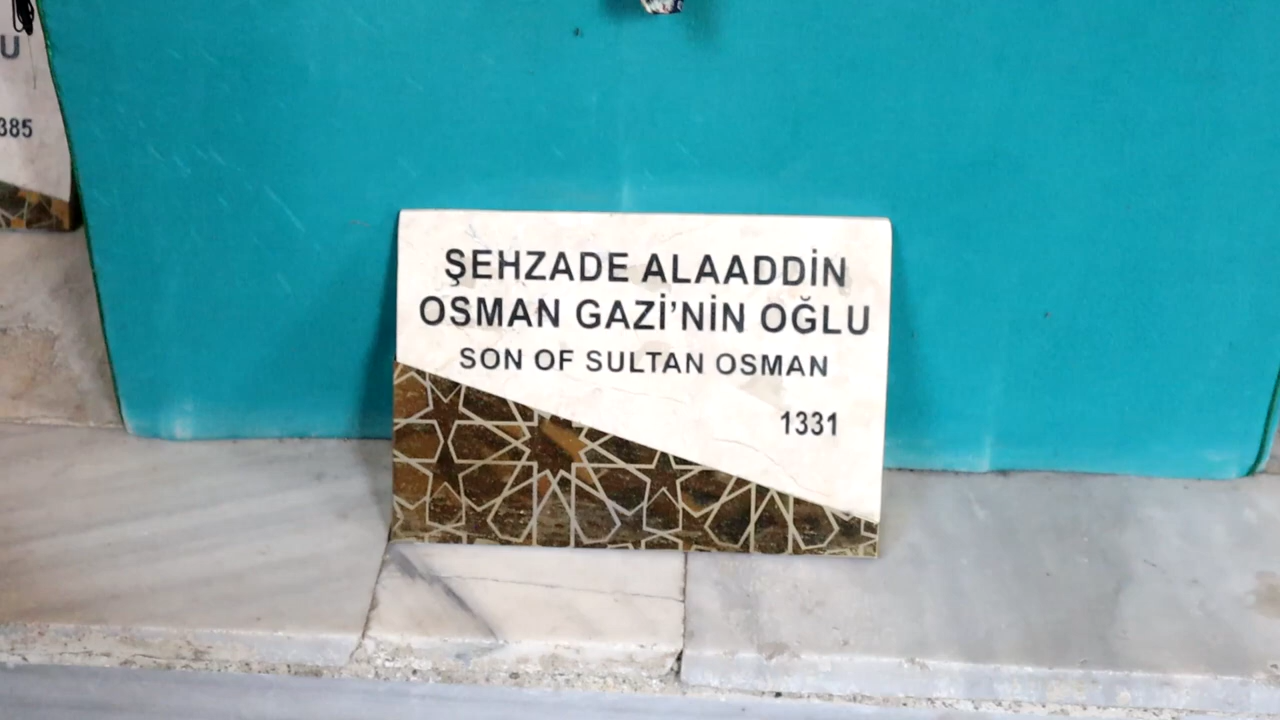 ŞEHZADE ALAADDİN
OSMAN GAZİ'NİN OĞLU
SON OF SULTAN OSMAN
1331